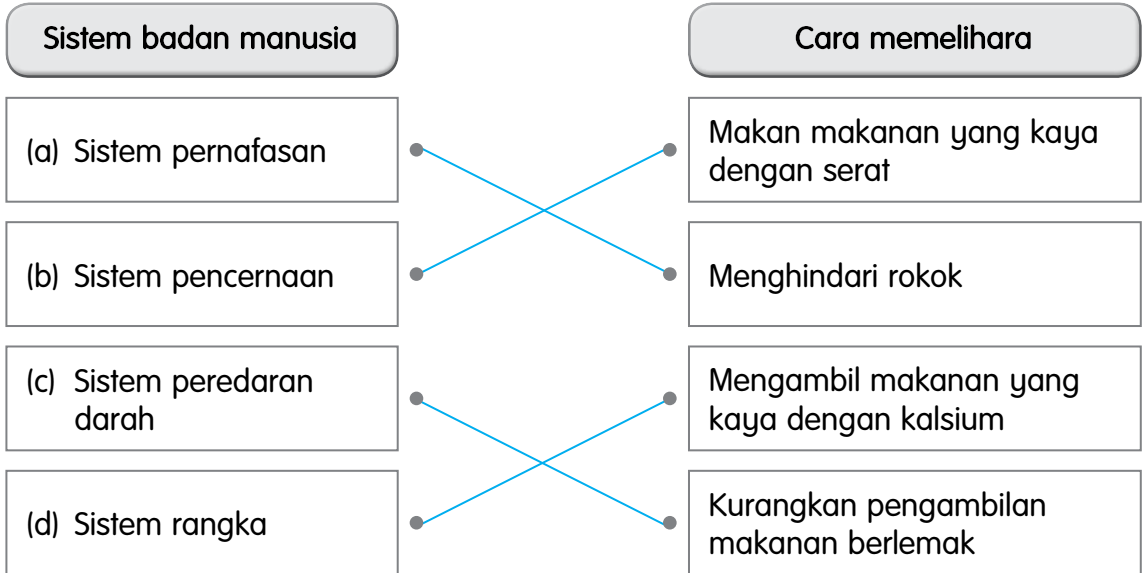 Sistem badan manusia
Cara memelihara
(a) Sistem pernafasan
Makan makanan yang kaya
dengan serat
(b) Sistem pencernaan
Menghindari rokok
(c) Sistem peredaran
darah
Mengambil makanan yang
kaya dengan kalsium
(d) Sistem rangka
Kurangkan pengambilan
makanan berlemak